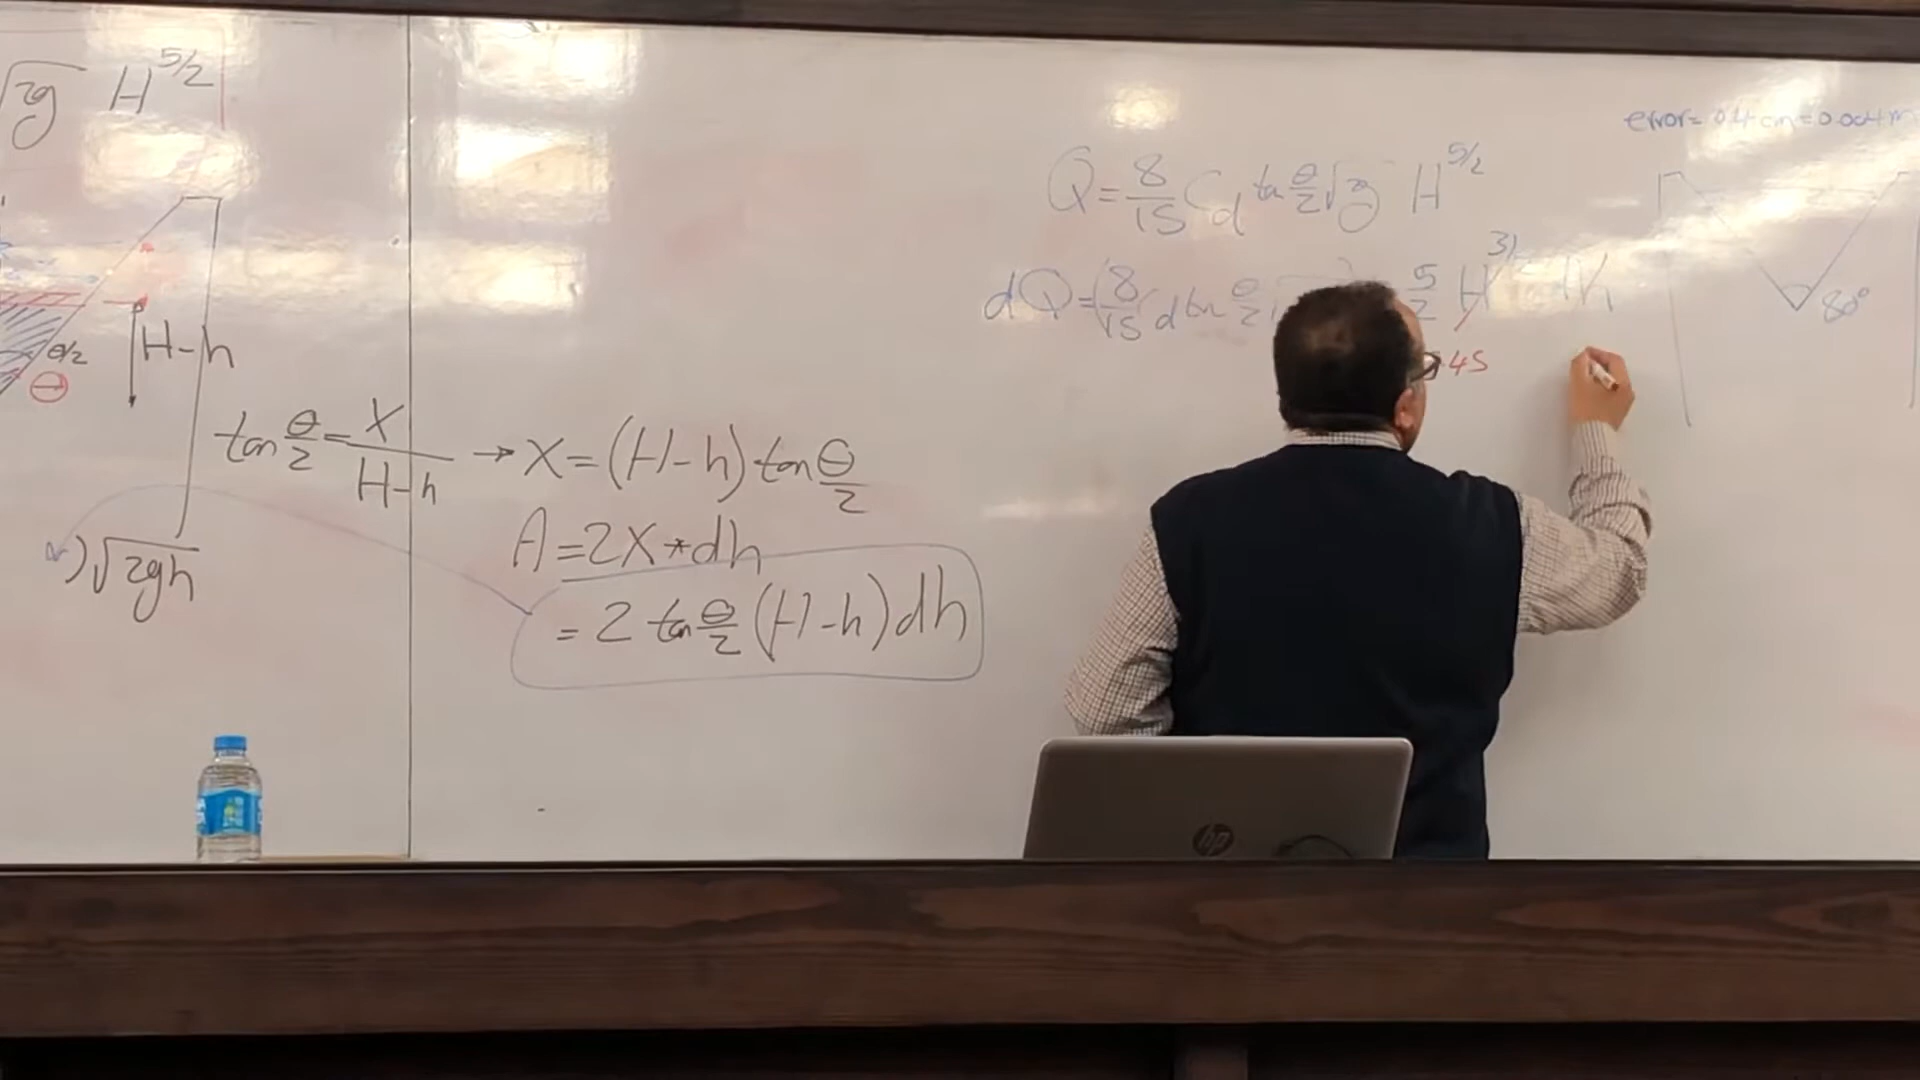 √2g H^5/2
H-h
θ/2
θ
tan θ/2 = X/(H-h) → X = (H-h) tan θ/2
A = 2X*dh
= 2 tan θ/2 (H-h) dh
)√2gh
Q = 8/15 Cd tan θ/2 √2g H^5/2
dQ = (8/15 Cd tan θ/2 5/2 H^3/ dh
45
error = 0.4 cm = 0.004 m
80°
hp